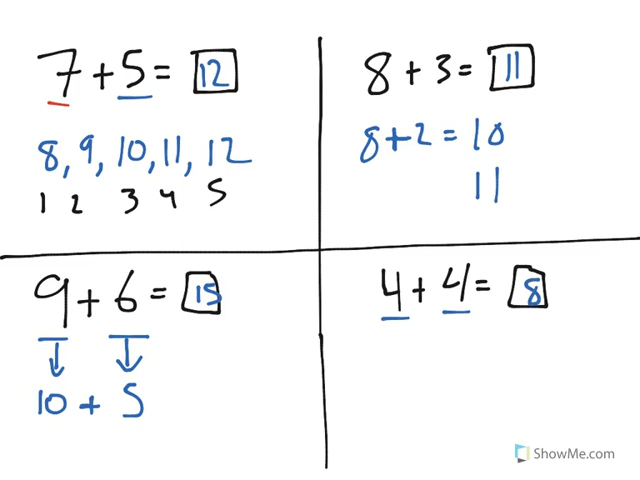 7 + 5 = 12
8, 9, 10, 11, 12
1 2 3 4 5
8 + 3 = 11
8 + 2 = 10
11
9 + 6 = 15
10 + 5
4 + 4 = 8
ShowMe.com